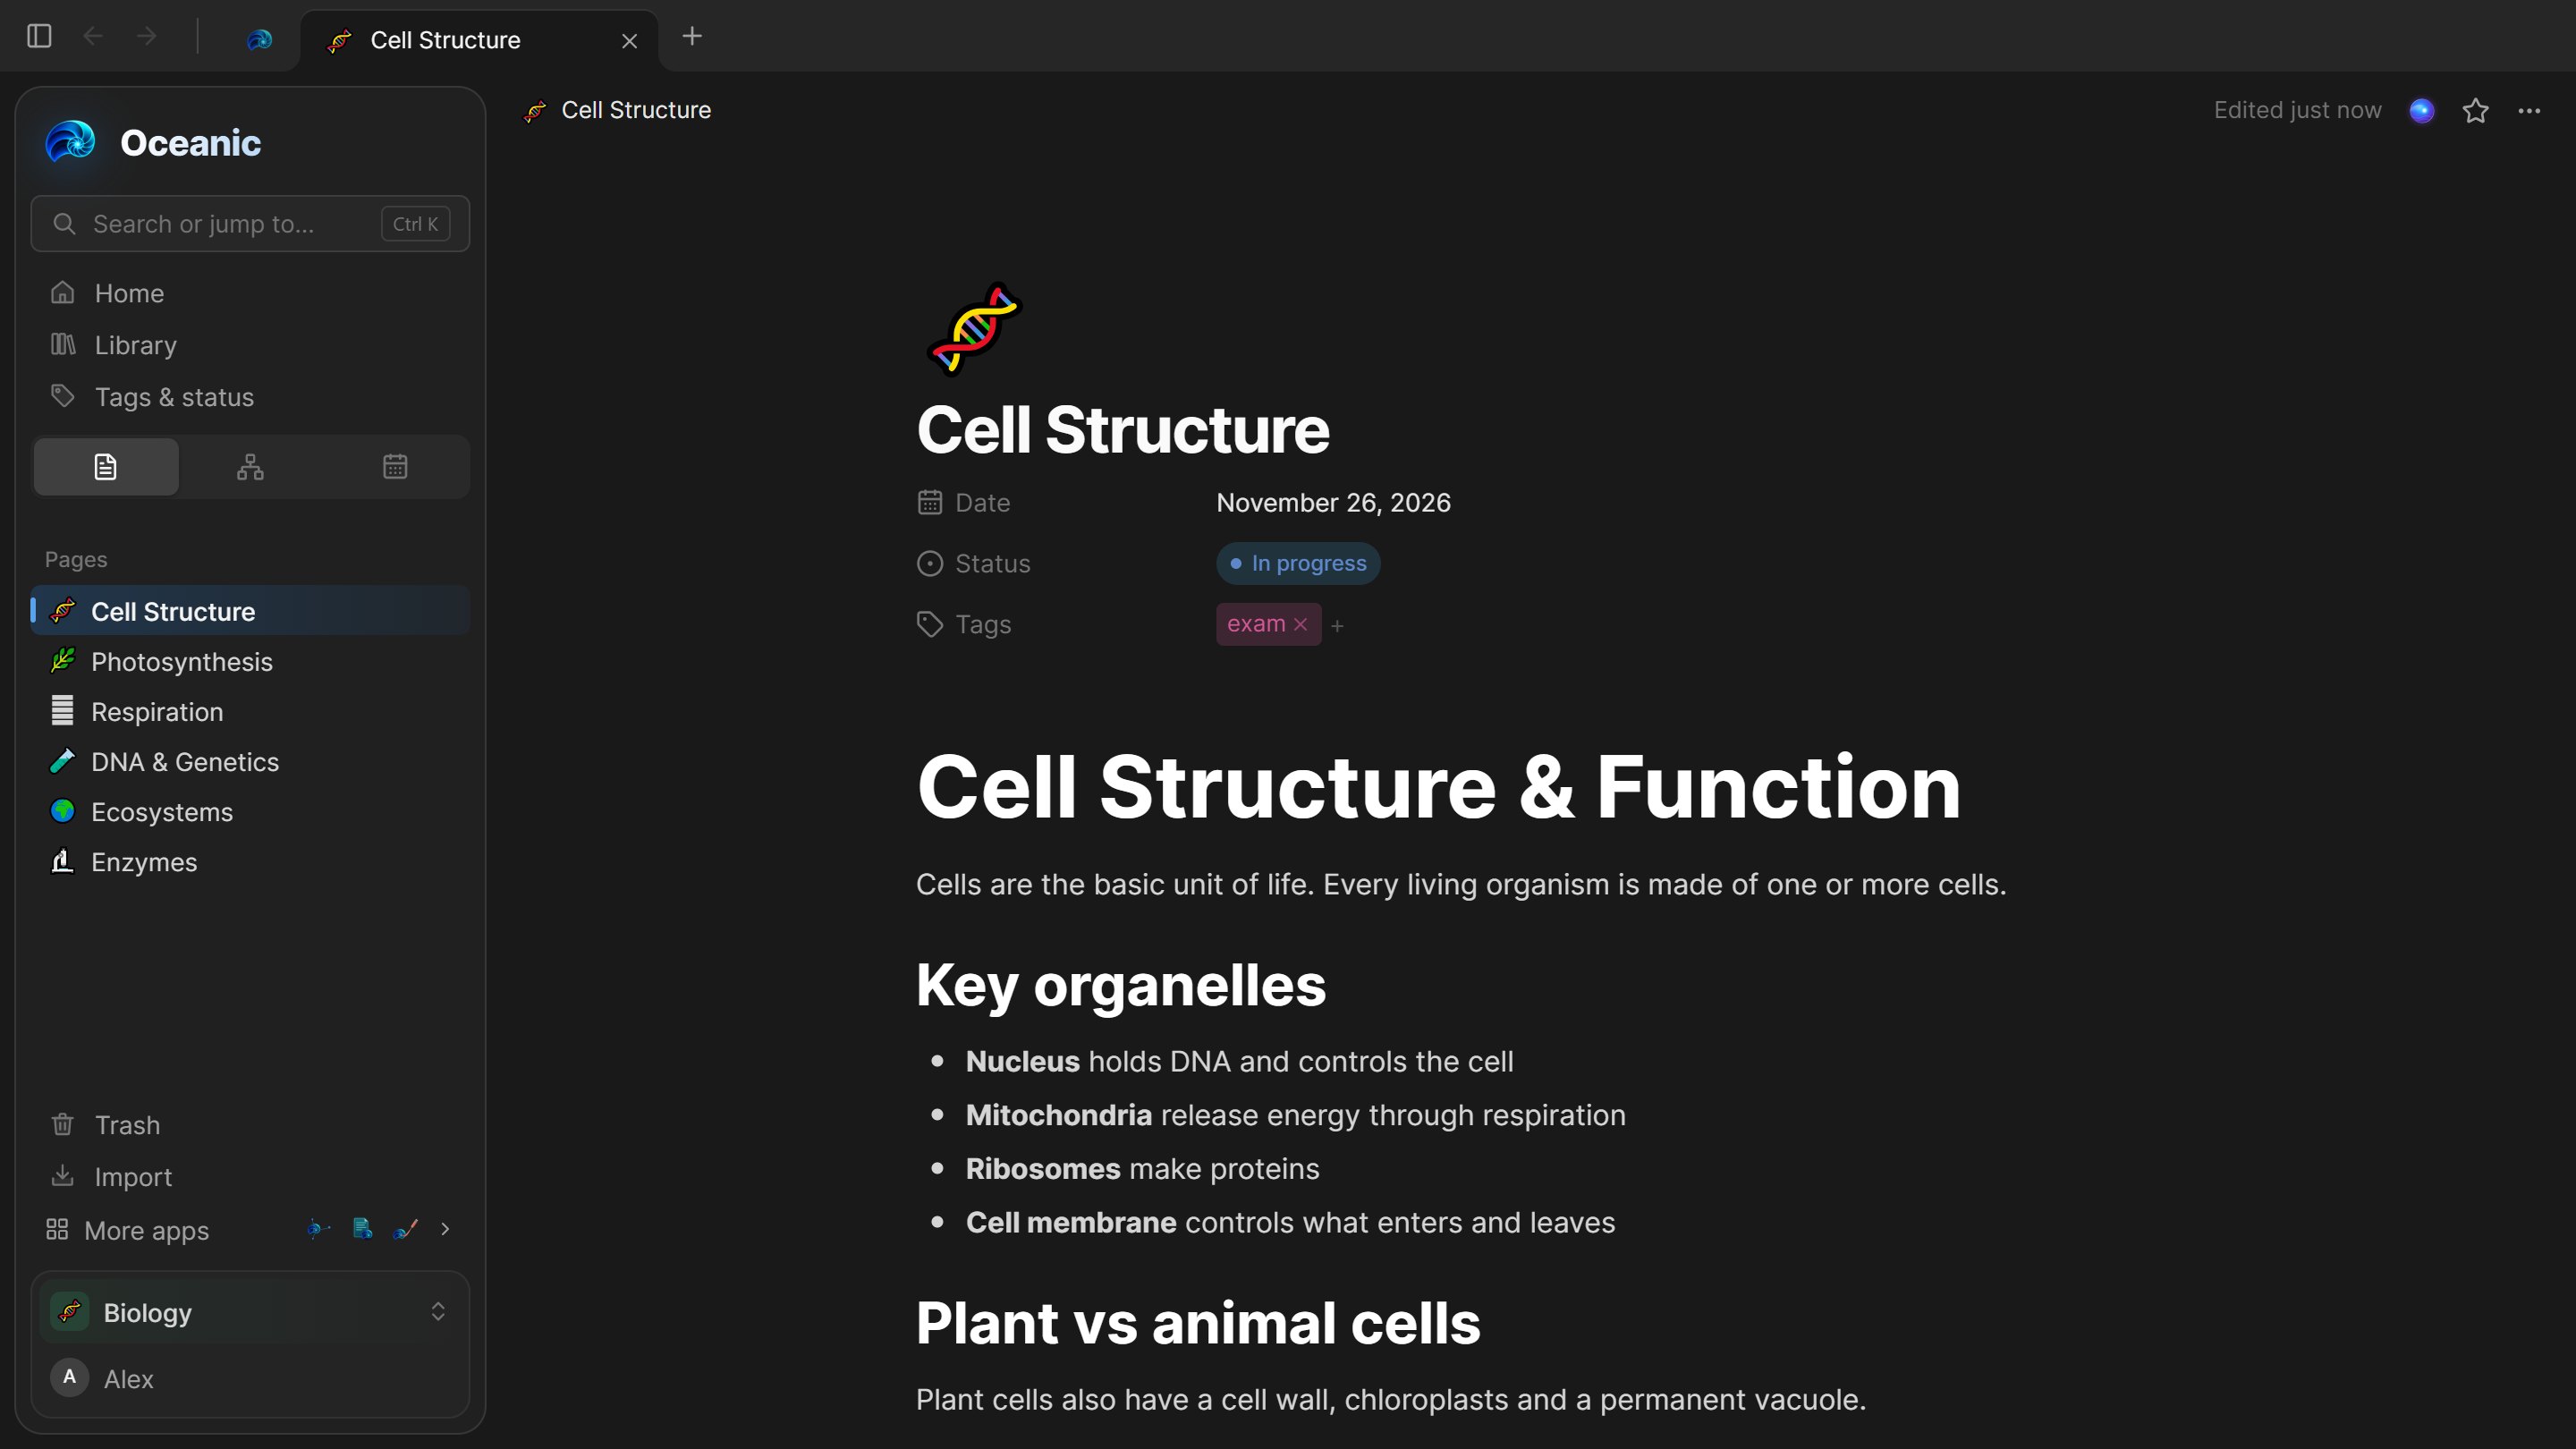 Cell Structure
Oceanic
Search or jump to... Ctrl K
Home
Library
Tags & status
Pages
Cell Structure
Photosynthesis
Respiration
DNA & Genetics
Ecosystems
Enzymes
Trash
Import
More apps
Biology
A Alex
Cell Structure
Edited just now
Cell Structure
Date November 26, 2026
Status In progress
Tags exam
Cell Structure & Function
Cells are the basic unit of life. Every living organism is made of one or more cells.
Key organelles
• Nucleus holds DNA and controls the cell
• Mitochondria release energy through respiration
• Ribosomes make proteins
• Cell membrane controls what enters and leaves
Plant vs animal cells
Plant cells also have a cell wall, chloroplasts and a permanent vacuole.